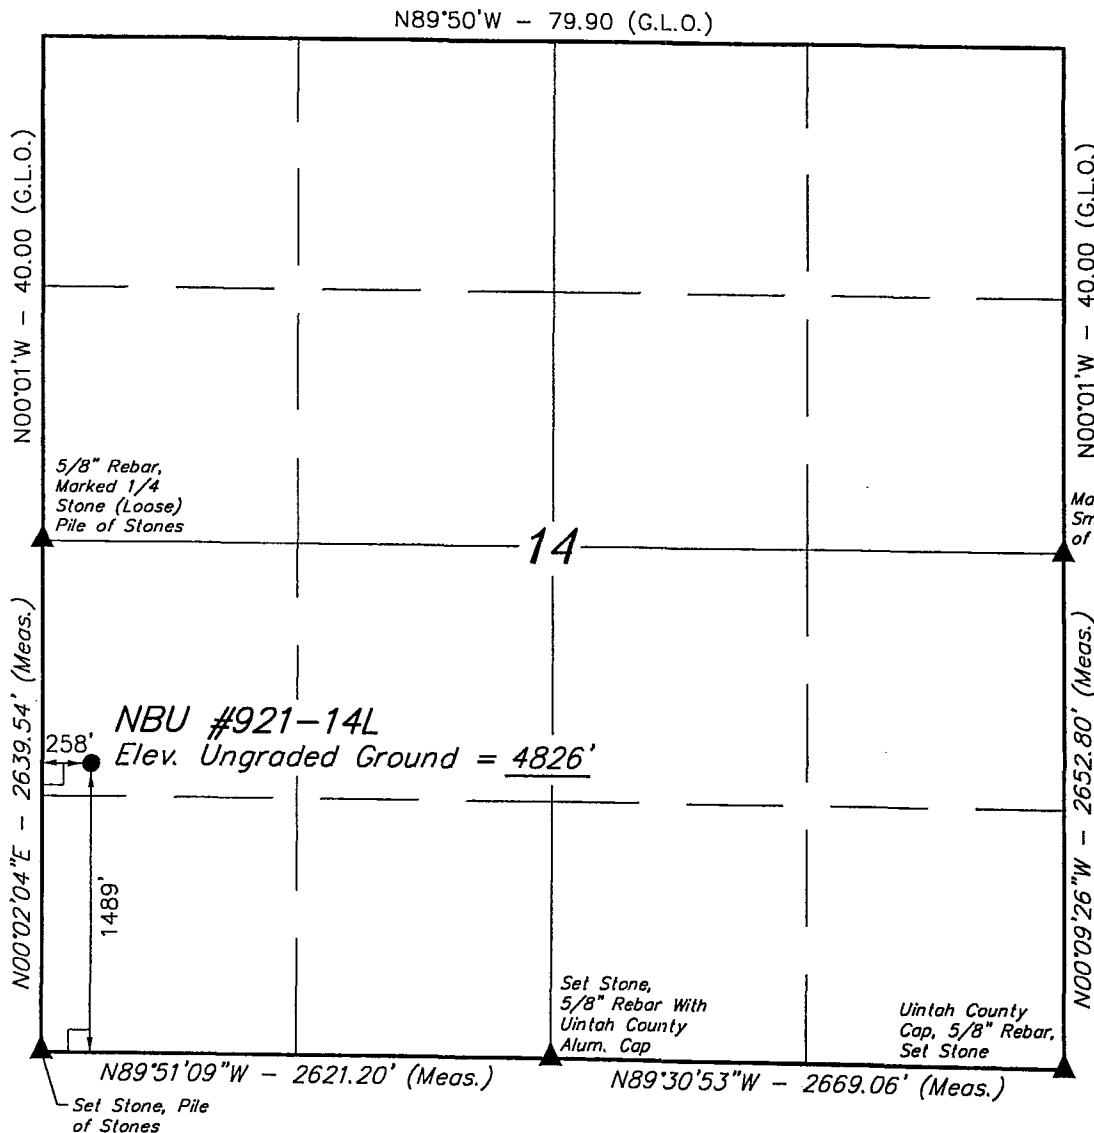 N89°50'W - 79.90 (G.L.O.)
N00°01'W - 40.00 (G.L.O.)
N00°01'W - 40.00 (G.L.O.)
5/8" Rebar,
Marked 1/4
Stone (Loose)
Pile of Stones
Ma
Sm
of
14
N00°02'04"E - 2639.54' (Meas.)
N00°09'26"W - 2652.80' (Meas.)
NBU #921-14L
258'
Elev. Ungraded Ground = 4826'
1489'
Set Stone,
5/8" Rebar With
Uintah County
Alum. Cap
Uintah County
Cap, 5/8" Rebar,
Set Stone
N89°51'09"W - 2621.20' (Meas.)
N89°30'53"W - 2669.06' (Meas.)
Set Stone, Pile
of Stones